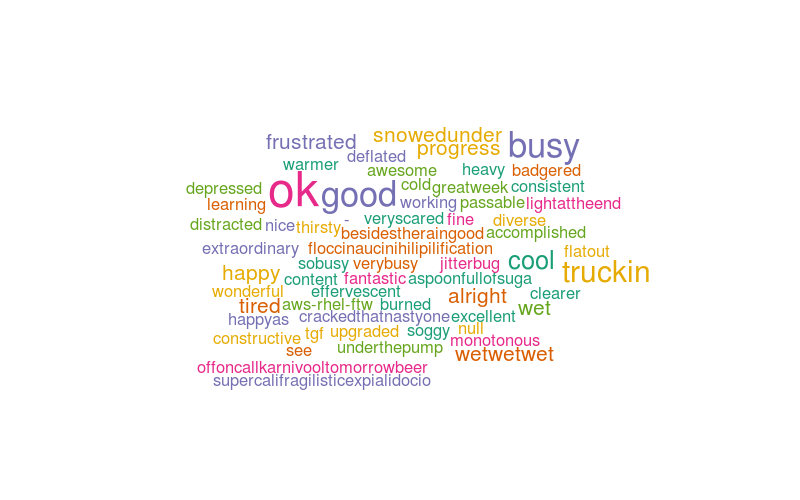 snowedunder
frustrated
busy
progress
deflated
warmer
awesome
heavy
badgered
depressed
ok
good
cold
greatweek
consistent
learning
working
passable
lightattheend
distracted
nice
thirsty
-
veryscared
fine
diverse
besidestheraingood
accomplished
extraordinary
floccinaucinihilipilification
flatout
sobusy
verybusy
jitterbug
cool
truckin
happy
content
fantastic
aspoonfullofsuga
wonderful
effervescent
alright
clearer
tired
aws-rhel-ftw
burned
wet
happyas
crackedthatnastyone
excellent
constructive
tgf
upgraded
soggy
null
monotonous
see
underthepump
wetwetwet
offoncallkarnivooltomorrowbeer
supercalifragilisticexpialidocio